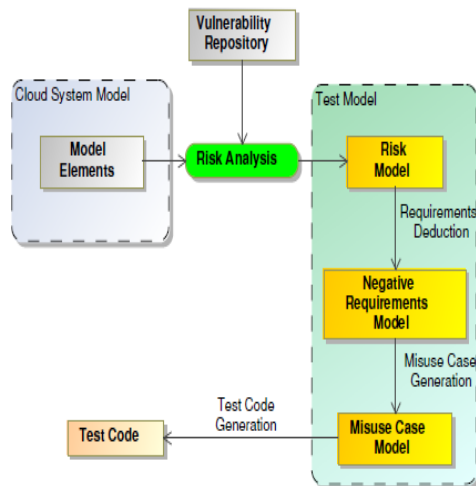 Vulnerability
Repository
Cloud System Model
Test Model
Model
Elements
Risk Analysis
Risk
Model
Requirements
Deduction
Negative
Requirements
Model
Misuse Case
Generation
Test Code
Generation
Test Code
Misuse Case
Model